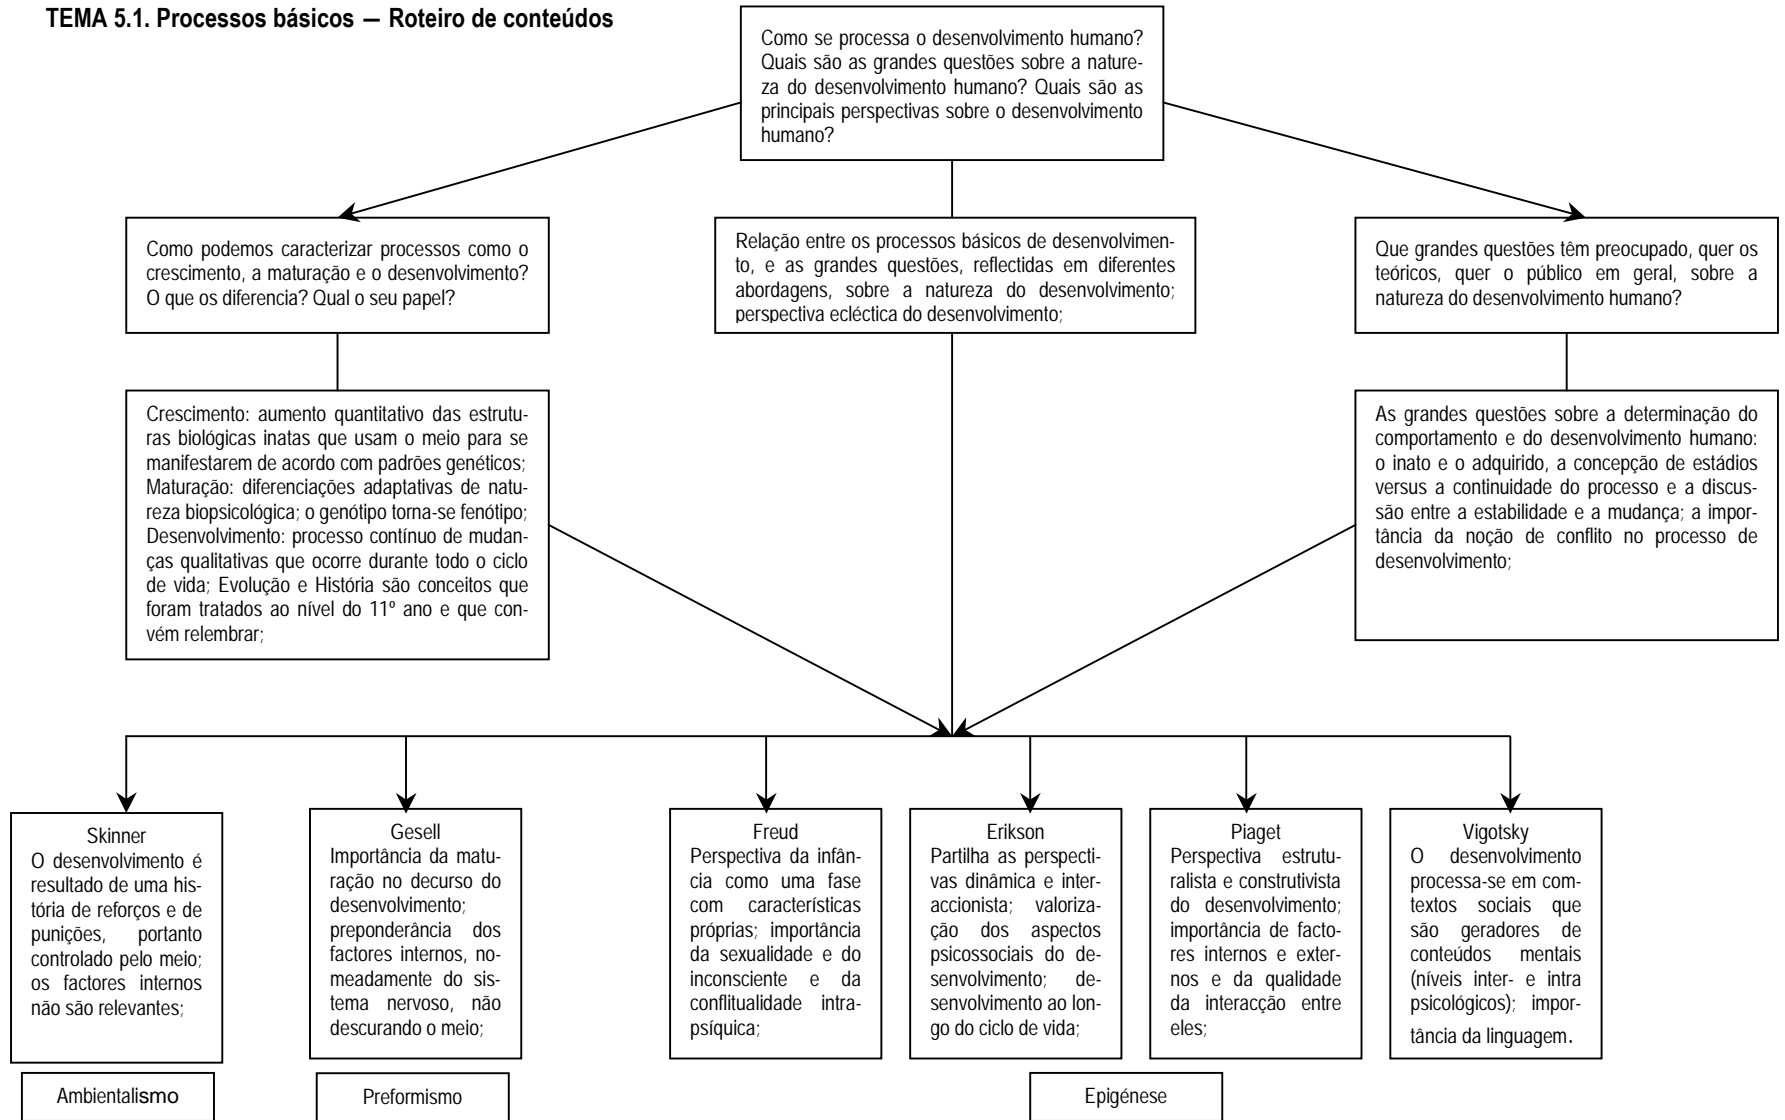 TEMA 5.1. Processos básicos — Roteiro de conteúdos
Como se processa o desenvolvimento humano?
Quais são as grandes questões sobre a nature-
za do desenvolvimento humano? Quais são as
principais perspectivas sobre o desenvolvimento
humano?
Como podemos caracterizar processos como o
crescimento, a maturação e o desenvolvimento?
O que os diferencia? Qual o seu papel?
Relação entre os processos básicos de desenvolvimen-
to, e as grandes questões, reflectidas em diferentes
abordagens, sobre a natureza do desenvolvimento;
perspectiva ecléctica do desenvolvimento;
Que grandes questões têm preocupado, quer os
teóricos, quer o público em geral, sobre a
natureza do desenvolvimento humano?
Crescimento: aumento quantitativo das estrutu-
ras biológicas inatas que usam o meio para se
manifestarem de acordo com padrões genéticos;
Maturação: diferenciações adaptativas de natu-
reza biopsicológica; o genótipo torna-se fenótipo;
Desenvolvimento: processo contínuo de mudan-
ças qualitativas que ocorre durante todo o ciclo
de vida; Evolução e História são conceitos que
foram tratados ao nível do 11º ano e que con-
vém relembrar;
As grandes questões sobre a determinação do
comportamento e do desenvolvimento humano:
o inato e o adquirido, a concepção de estádios
versus a continuidade do processo e a discus-
são entre a estabilidade e a mudança; a impor-
tância da noção de conflito no processo de
desenvolvimento;
Skinner
O desenvolvimento é
resultado de uma his-
tória de reforços e de
punições, portanto
controlado pelo meio;
os factores internos
não são relevantes;
Gesell
Importância da matu-
ração no decurso do
desenvolvimento;
preponderância dos
factores internos, no-
meadamente do sis-
tema nervoso, não
descurando o meio;
Freud
Perspectiva da infân-
cia como uma fase
com características
próprias; importância
da sexualidade e do
inconsciente e da
conflitualidade intra-
psíquica;
Erikson
Partilha as perspecti-
vas dinâmica e inter-
accionista; valoriza-
ção dos aspectos
psicossociais do de-
senvolvimento; de-
senvolvimento ao lon-
go do ciclo de vida;
Piaget
Perspectiva estrutu-
ralista e construtivista
do desenvolvimento;
importância de facto-
res internos e exter-
nos e da qualidade
da interacção entre
eles;
Vigotsky
O desenvolvimento
processa-se em com-
textos sociais que
são geradores de
conteúdos mentais
(níveis inter- e intra
psicológicos); impor-
tância da linguagem.
Ambientalismo
Preformismo
Epigénese